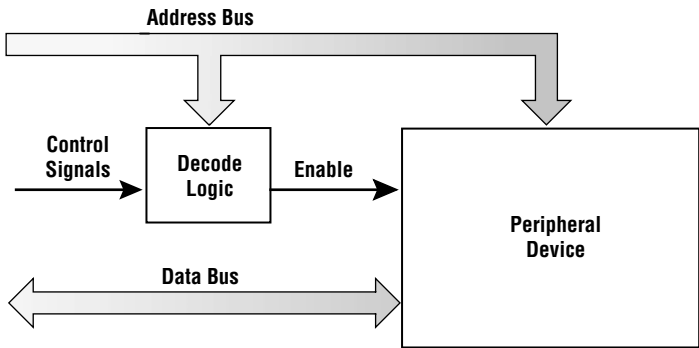 Address Bus
Control
Signals
Decode
Logic
Enable
Peripheral
Device
Data Bus